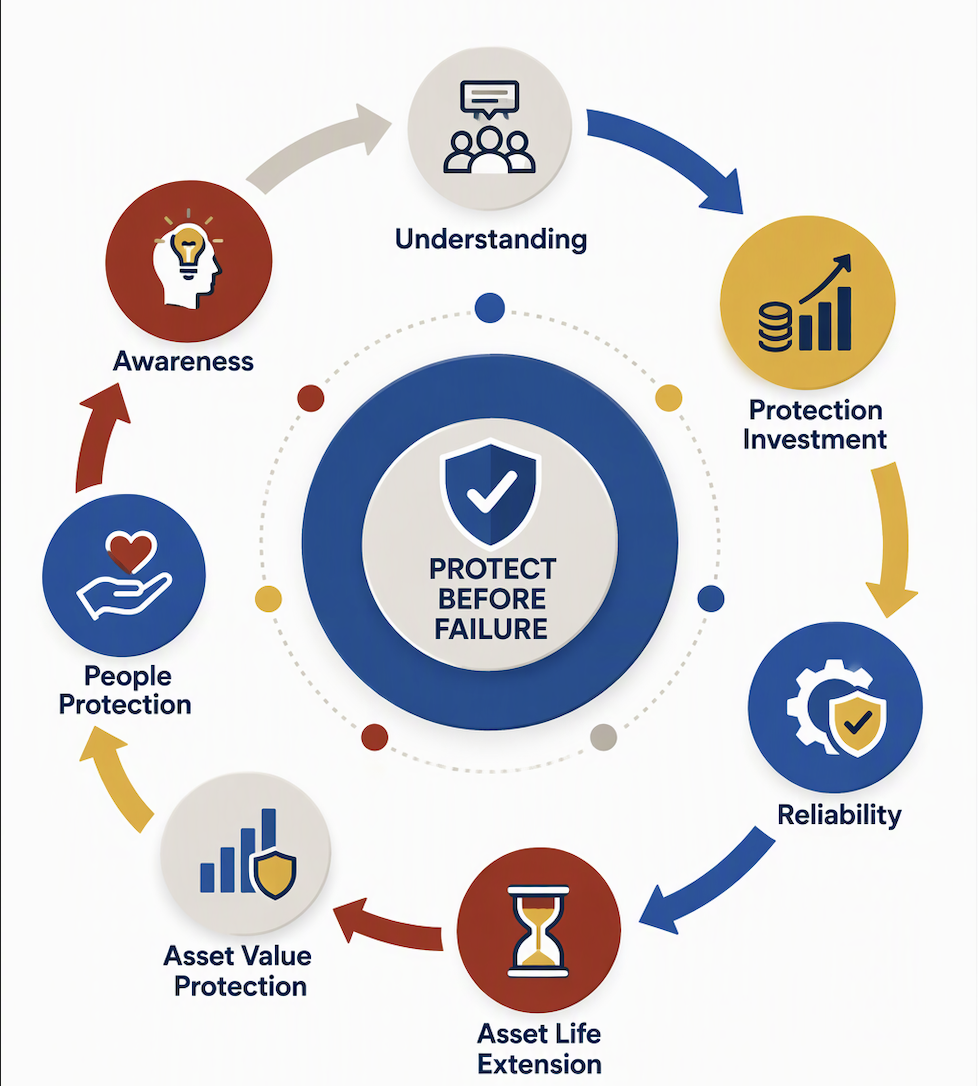 Understanding
Protection
Investment
Reliability
Asset Life
Extension
Asset Value
Protection
People
Protection
Awareness
PROTECT
BEFORE
FAILURE